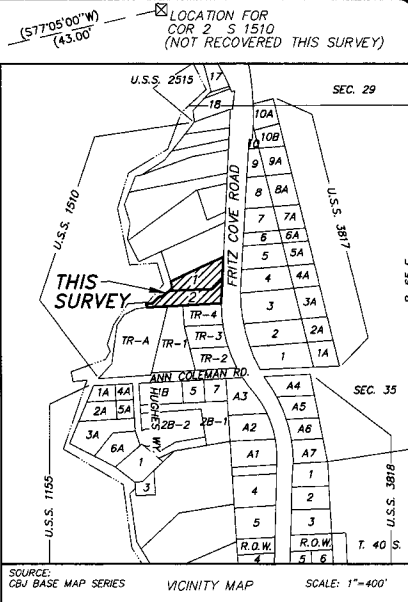 (S77°05'00"W)
(43.00'
LOCATION FOR
COR 2 S 1510
(NOT RECOVERED THIS SURVEY)
U.S.S. 2515
17
SEC. 29
18
10A
10B
10
9 9A
8 8A
7 7A
6 6A
5 5A
4 4A
3 3A
2 2A
1 1A
U.S.S. 1510
FRITZ COVE ROAD
U.S.S. 3817
THIS
SURVEY
1
2
TR-4
TR-A
TR-1
TR-3
TR-2
ANN COLEMAN RD.
1A 4A
1B
5 7
A3
A4
SEC. 35
2A 5A
HUGHES WY.
2B-2
2B-1
A5
3A
A2
A6
6A
1
A1
A7
3
4
1
2
5
3
R.O.W.
R.O.W.
T. 40 S.
4
5 6
U.S.S. 1155
U.S.S. 3818
SOURCE:
CBJ BASE MAP SERIES
VICINITY MAP
SCALE: 1"=400'